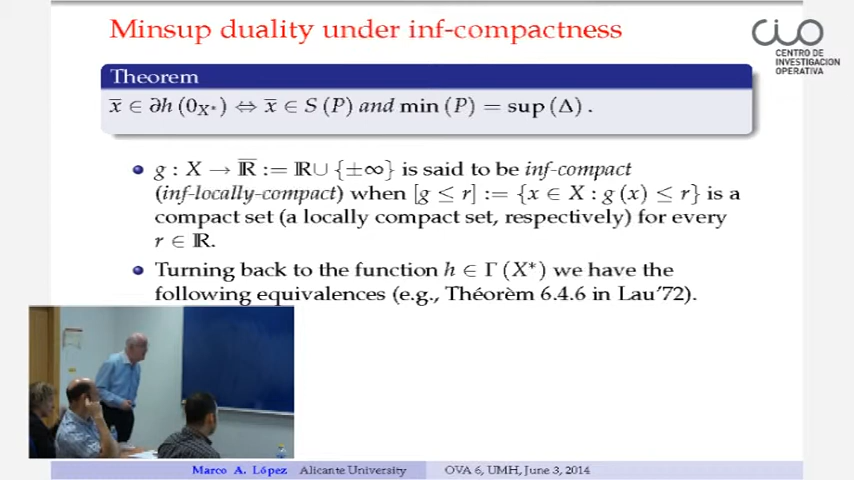 Minsup duality under inf-compactness
CENTRO DE
INVESTIGACION
OPERATIVA
Theorem
x̅ ∈ ∂h (0_{X*}) ⇔ x̅ ∈ S (P) and min (P) = sup (Δ) .
g : X → ℝ̅ := ℝ∪ {±∞} is said to be inf-compact
(inf-locally-compact) when [g ≤ r] := {x ∈ X : g (x) ≤ r} is a
compact set (a locally compact set, respectively) for every
r ∈ ℝ.
Turning back to the function h ∈ Γ (X*) we have the
following equivalences (e.g., Théorèm 6.4.6 in Lau'72).
Marco A. López Alicante University OVA 6, UMH, June 3, 2014